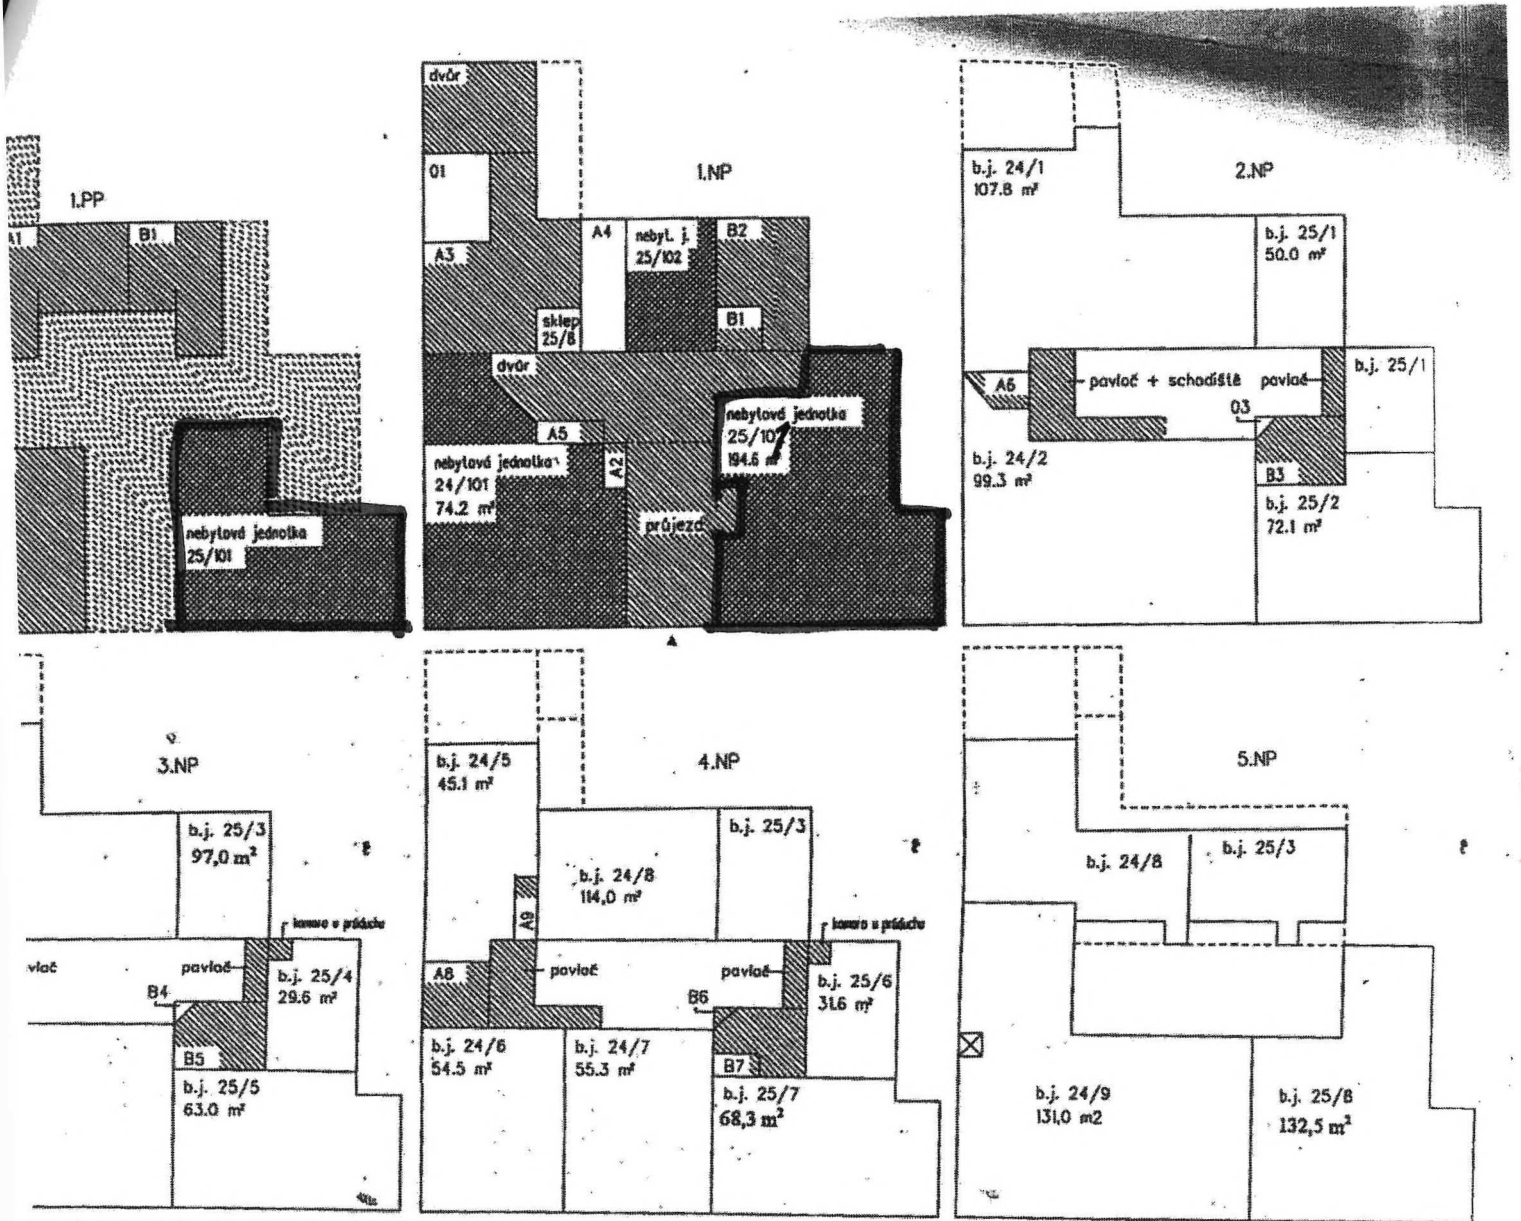 1.PP
A1
B1
nebytová jednotka
25/101
1.NP
dvůr
01
A3
A4
nebyt. j.
25/102
B2
sklep
25/8
B1
dvůr
A5
A2
nebytová jednotka
24/101
74.2 m²
nebytová jednotka
25/101
194.6 m²
průjezd
2.NP
b.j. 24/1
107.8 m²
b.j. 25/1
50.0 m²
A6
pavlač + schodiště
pavlač
b.j. 25/1
03
b.j. 24/2
99.3 m²
B3
b.j. 25/2
72.1 m²
3.NP
b.j. 25/3
97,0 m²
vlač
pavlač
b.j. 25/4
29.6 m²
B4
B5
b.j. 25/5
63.0 m²
4.NP
b.j. 24/5
45.1 m²
b.j. 25/3
b.j. 24/8
114,0 m²
A9
A8
pavlač
pavlač
b.j. 25/6
31.6 m²
B6
b.j. 24/6
54.5 m²
b.j. 24/7
55.3 m²
B7
b.j. 25/7
68,3 m²
5.NP
b.j. 24/8
b.j. 25/3
b.j. 24/9
131,0 m2
b.j. 25/8
132,5 m²